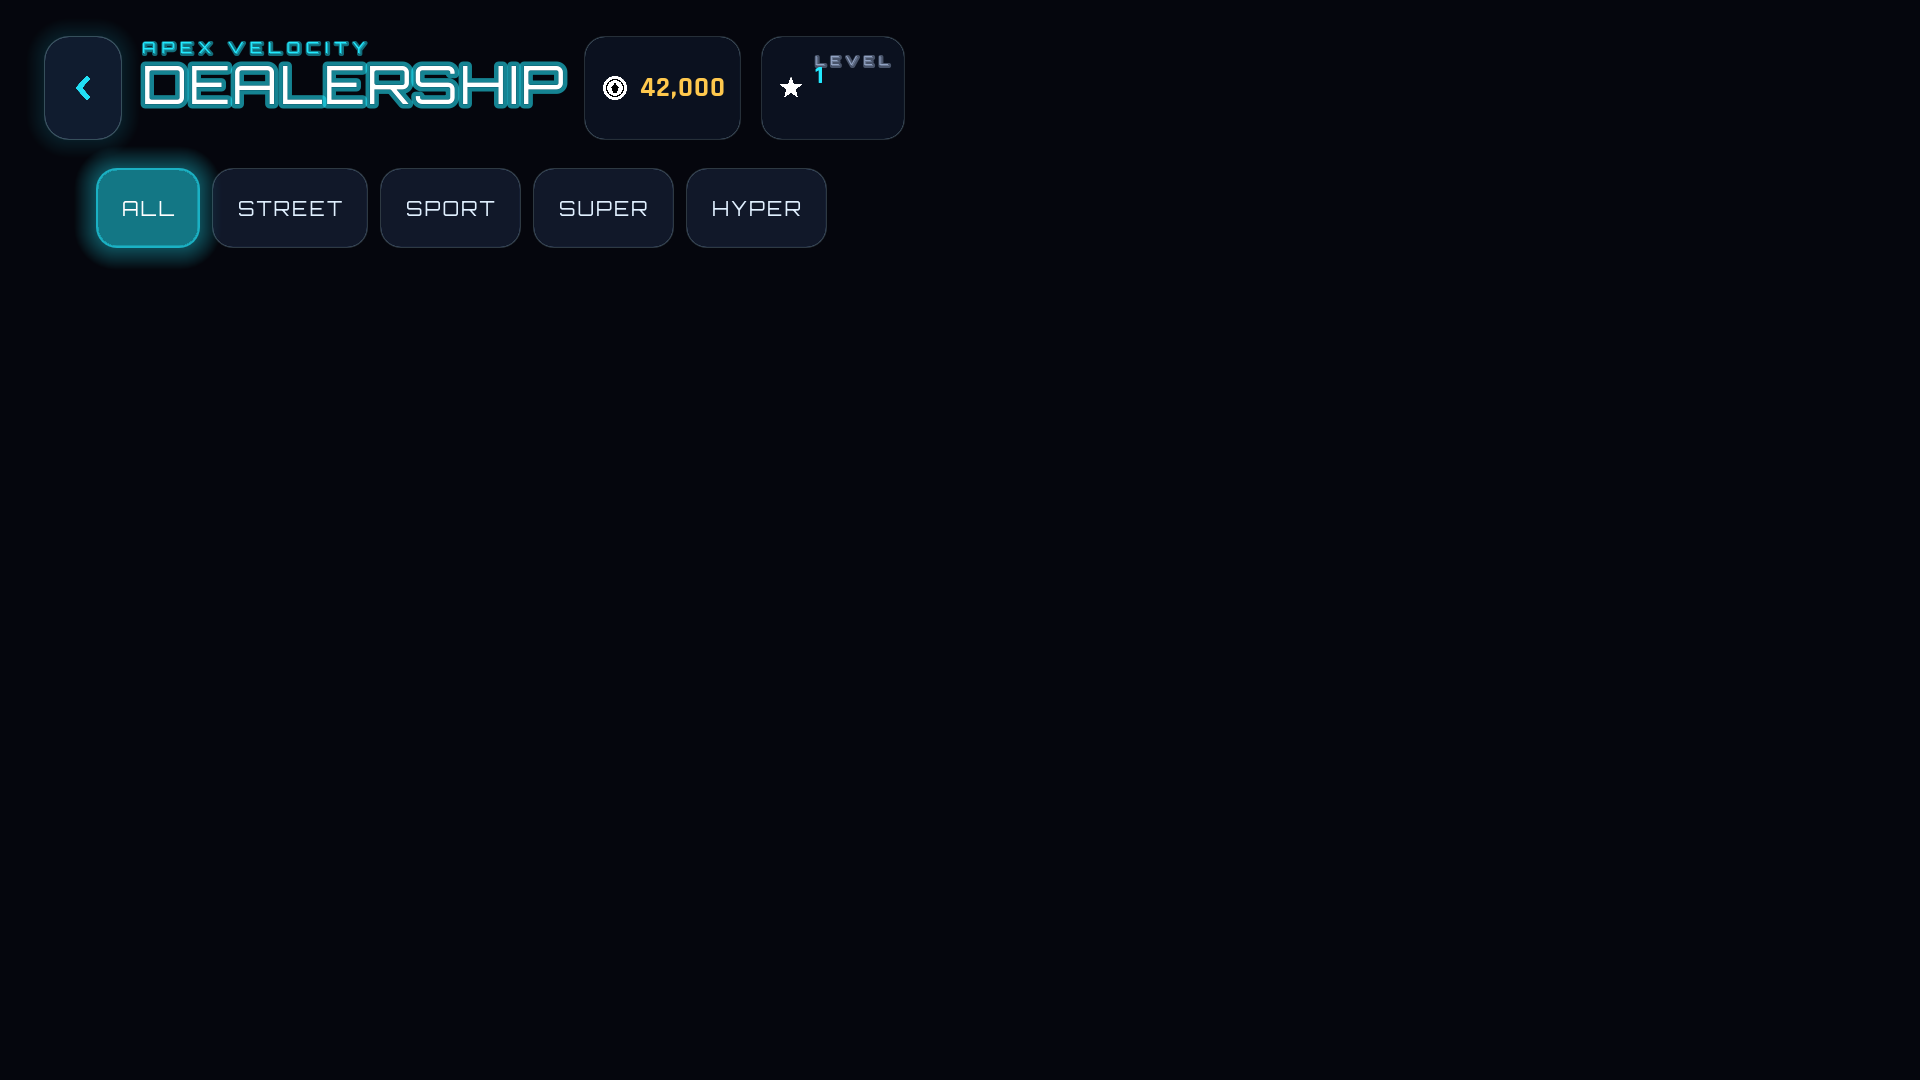 APEX VELOCITY
DEALERSHIP
42,000
LEVEL
1
ALL
STREET
SPORT
SUPER
HYPER